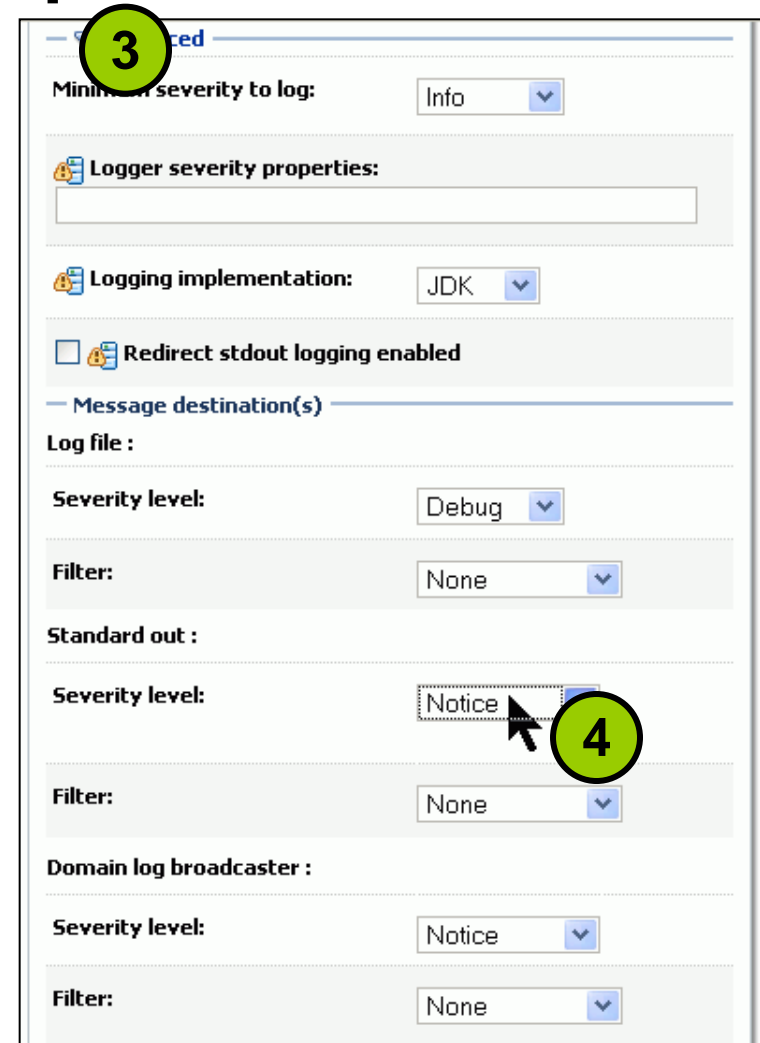 3
ced
Minimum severity to log: Info
Logger severity properties:
Logging implementation: JDK
Redirect stdout logging enabled
Message destination(s)
Log file :
Severity level: Debug
Filter: None
Standard out :
Severity level: Notice
4
Filter: None
Domain log broadcaster :
Severity level: Notice
Filter: None